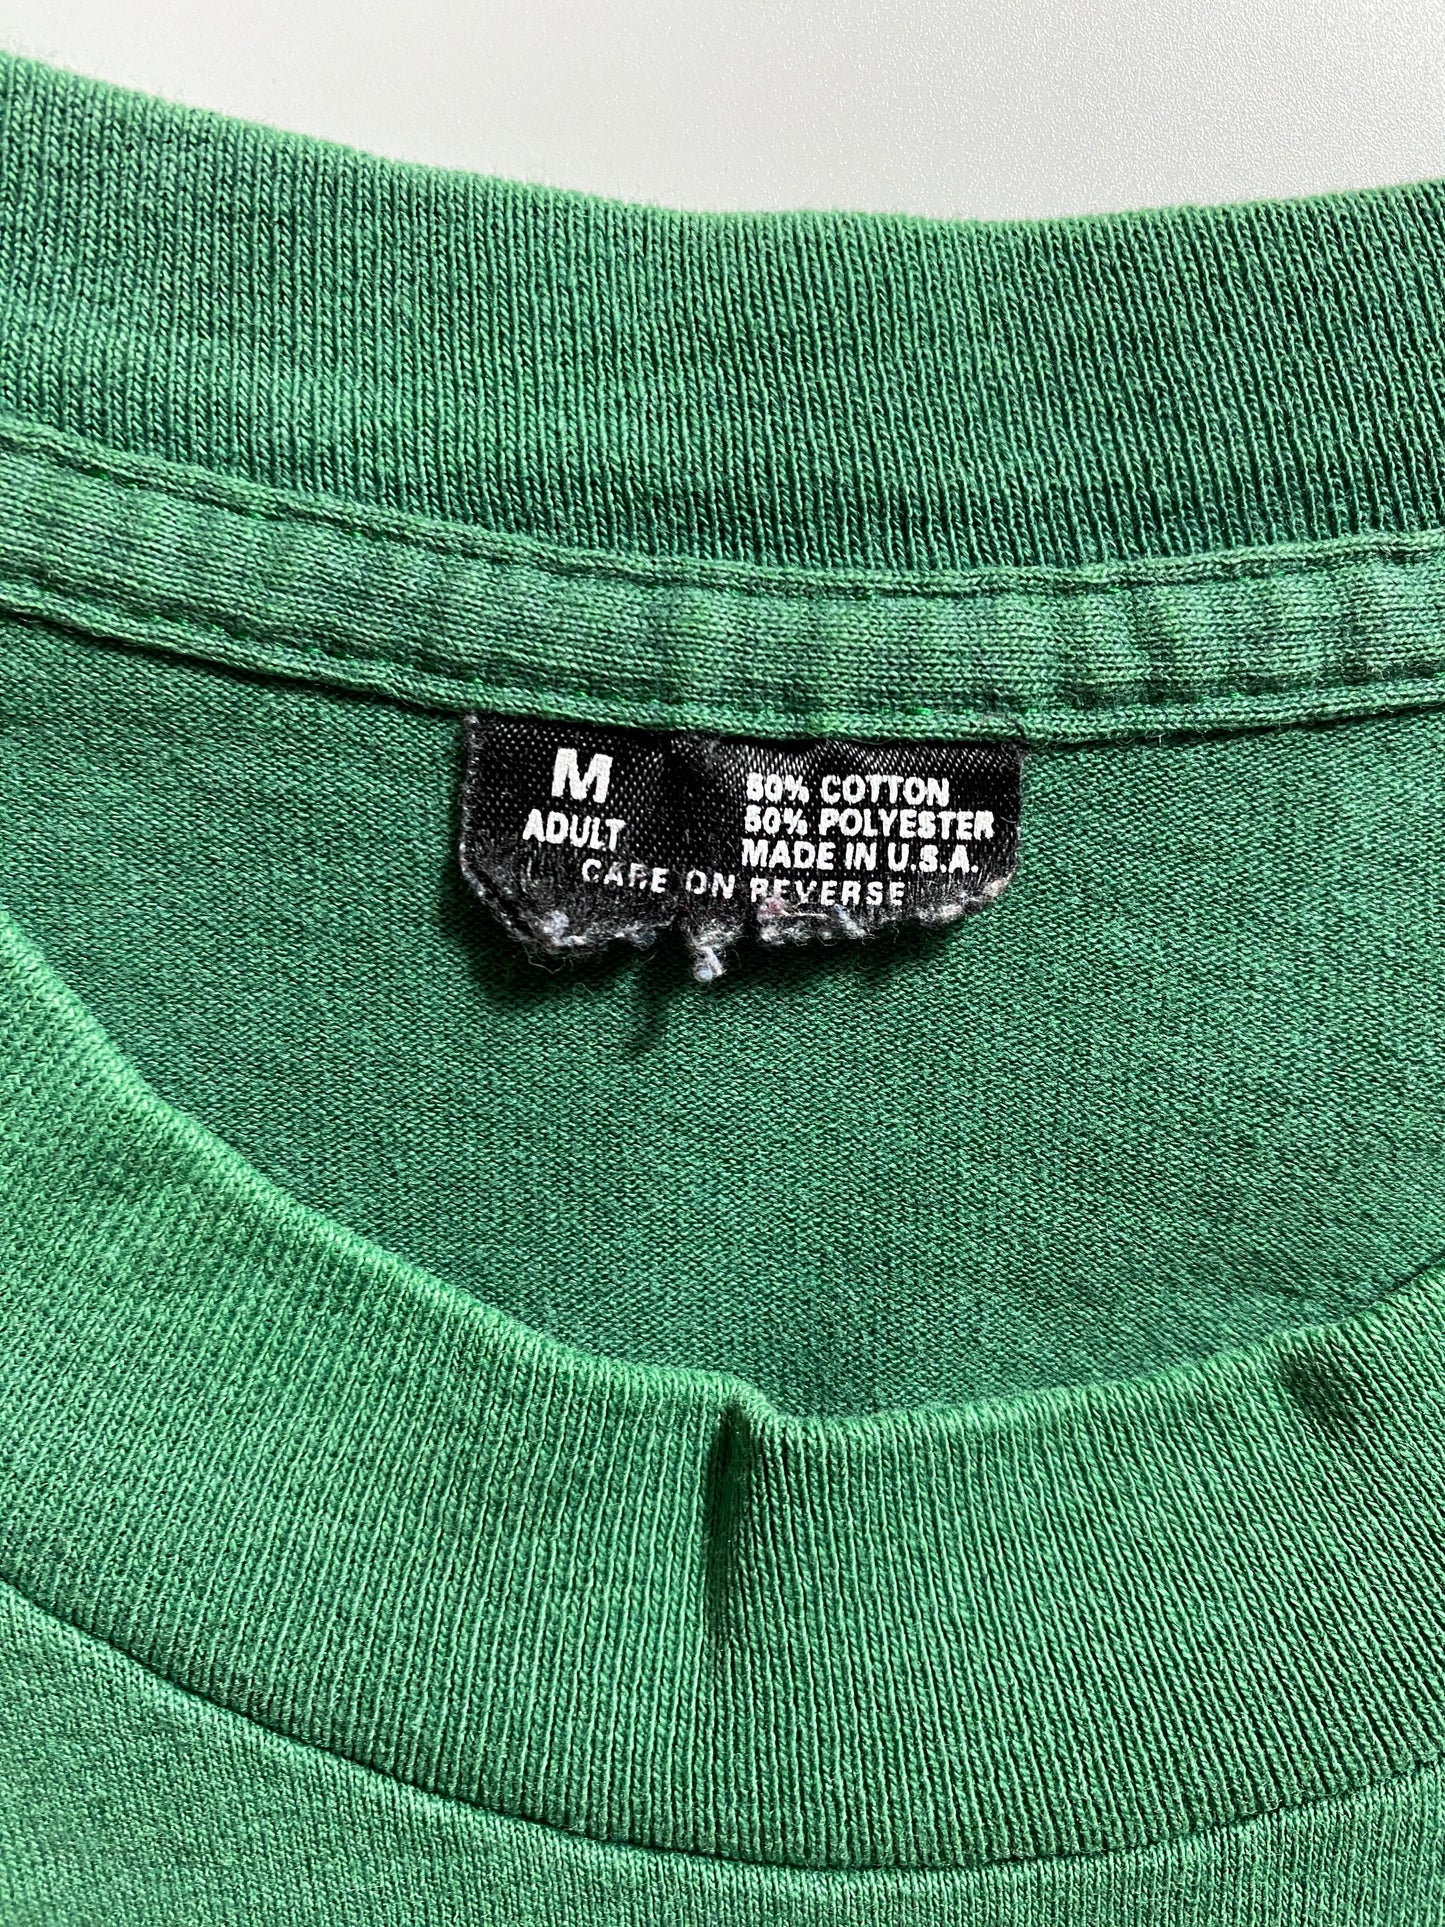 M
ADULT
50% COTTON
50% POLYESTER
MADE IN U.S.A.
CARE ON REVERSE